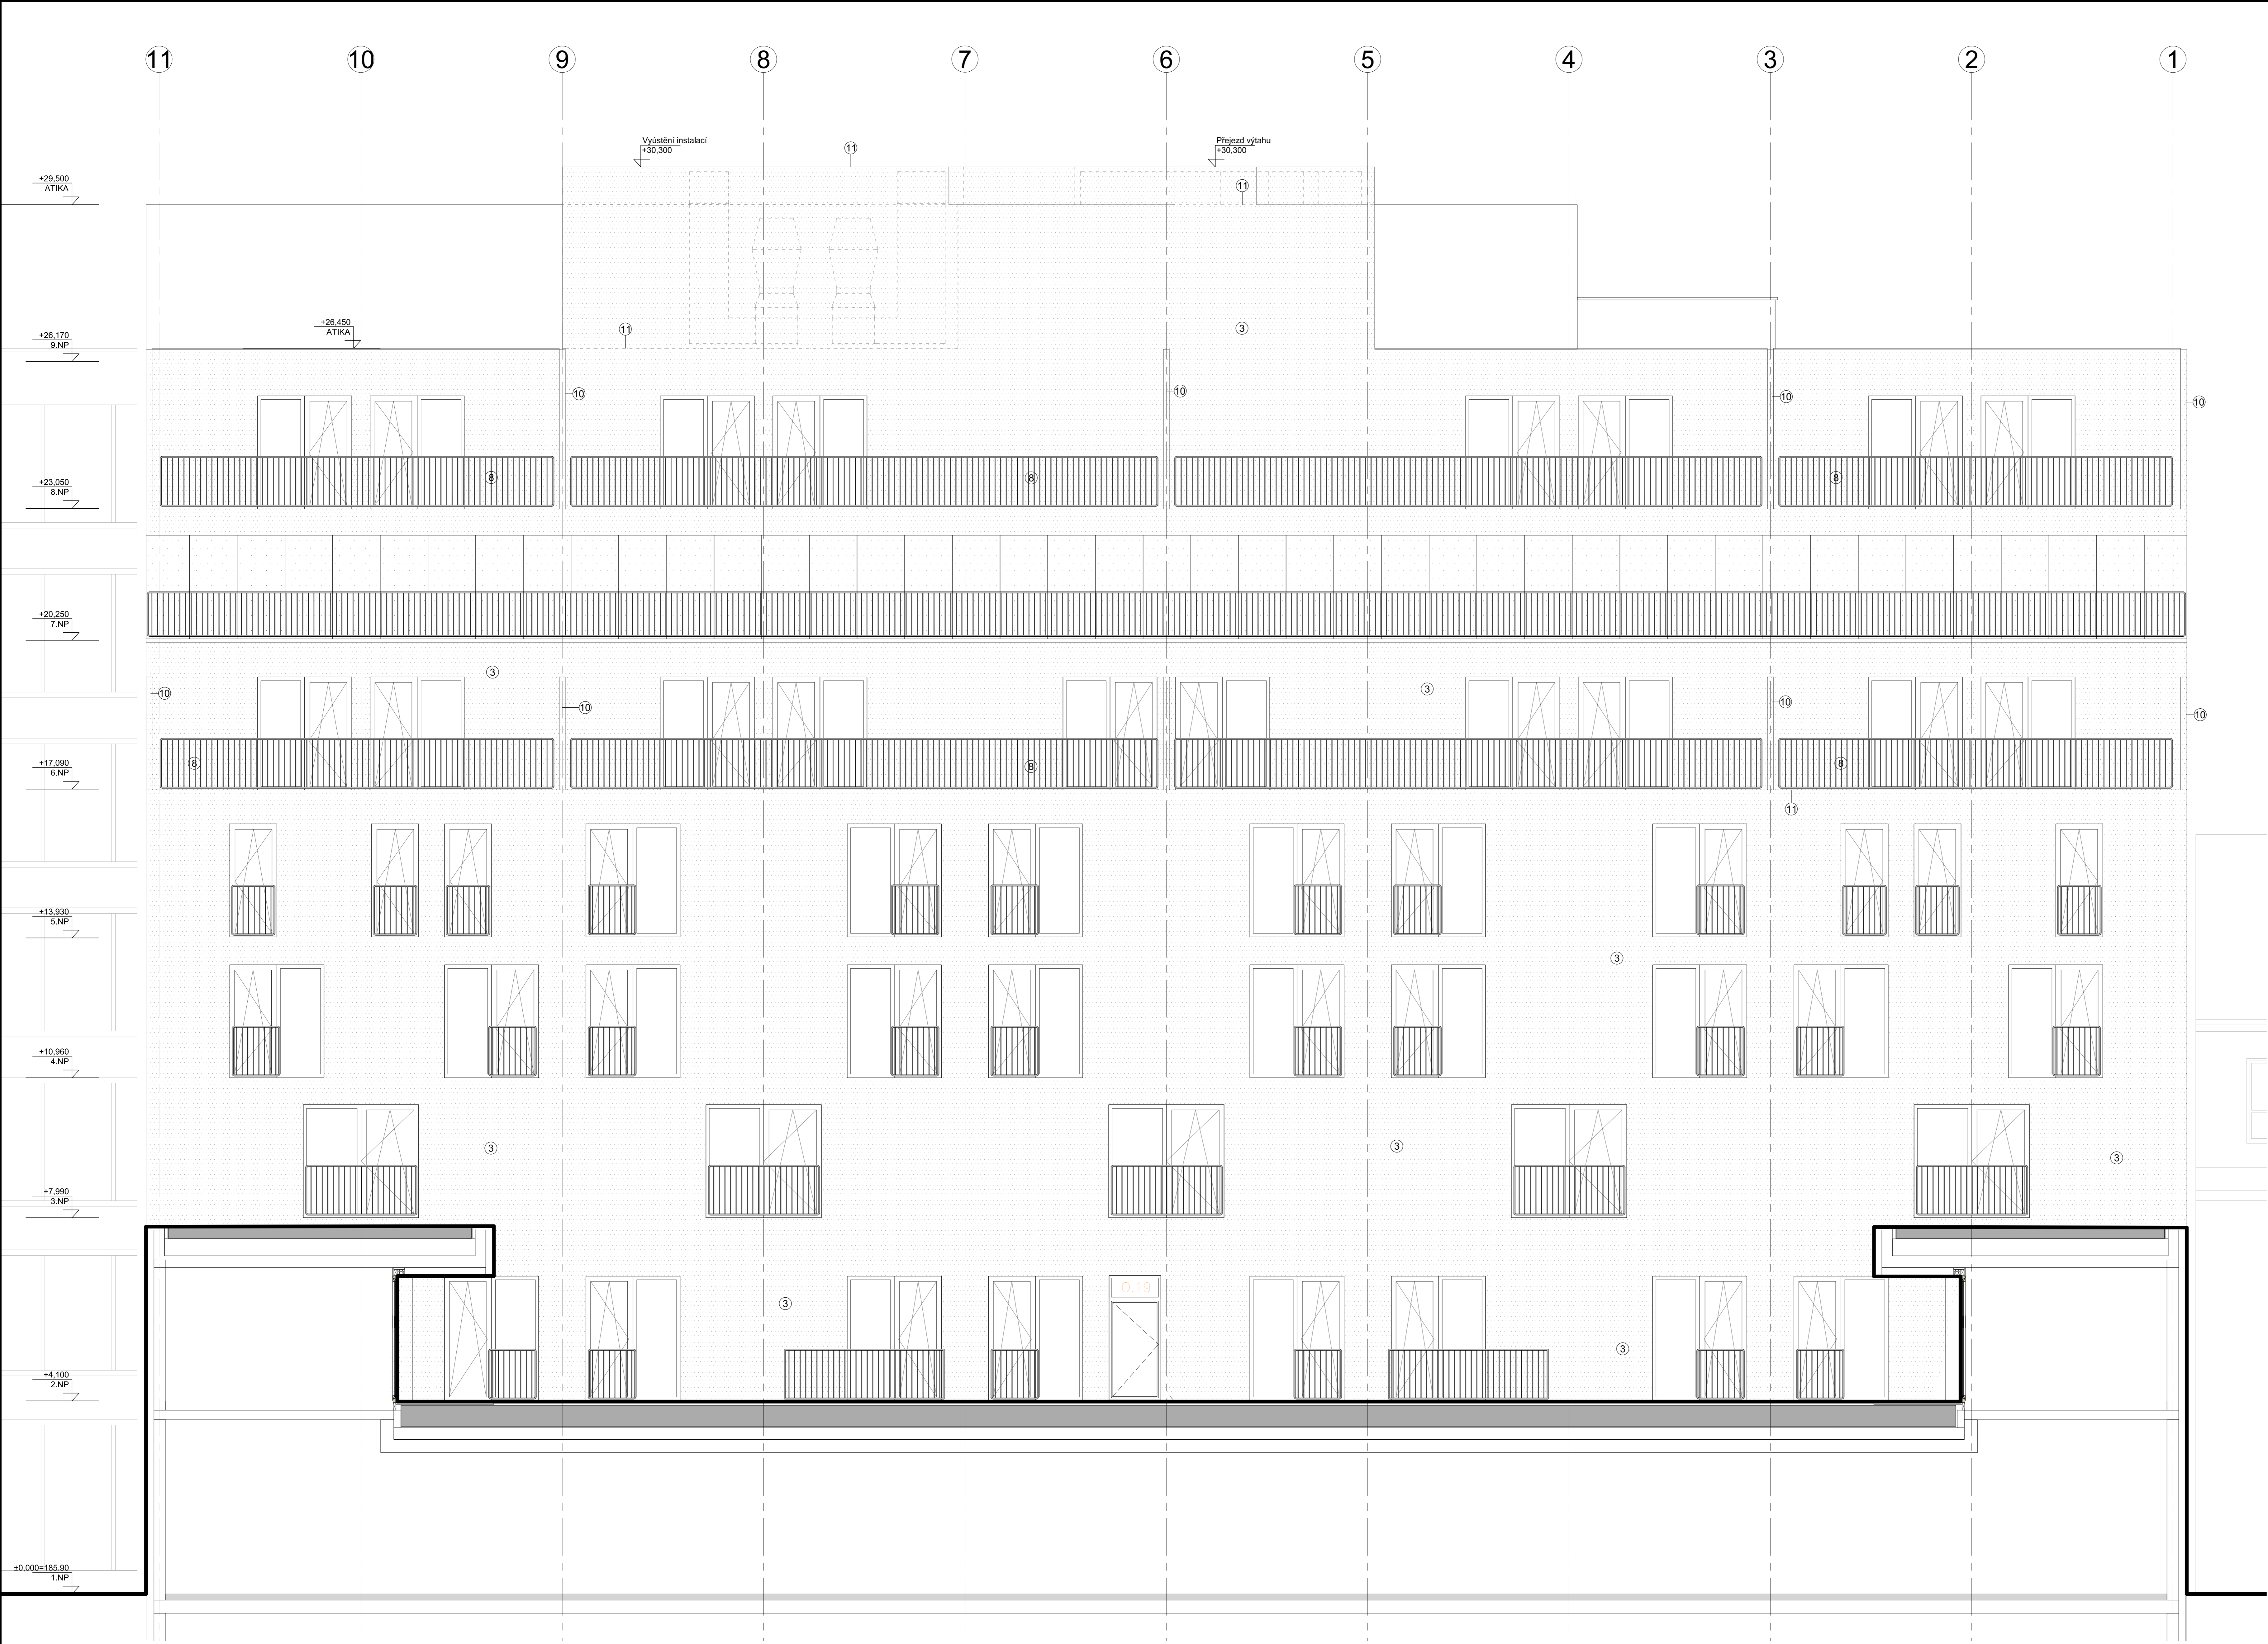 11 10 9 8 7 6 5 4 3 2 1
Vyústění instalací
+30,300
11
Přejezd výtahu
+30,300
11
+29,500
ATIKA
+26,450
ATIKA
11
3
+26,170
9.NP
10
10
10
10
8
8
8
+23,050
8.NP
+20,250
7.NP
3
3
10
10
10
10
8
8
8
+17,090
6.NP
11
+13,930
5.NP
3
+10,960
4.NP
3
3
3
+7,990
3.NP
O.19
3
3
+4,100
2.NP
±0,000=185.90
1.NP